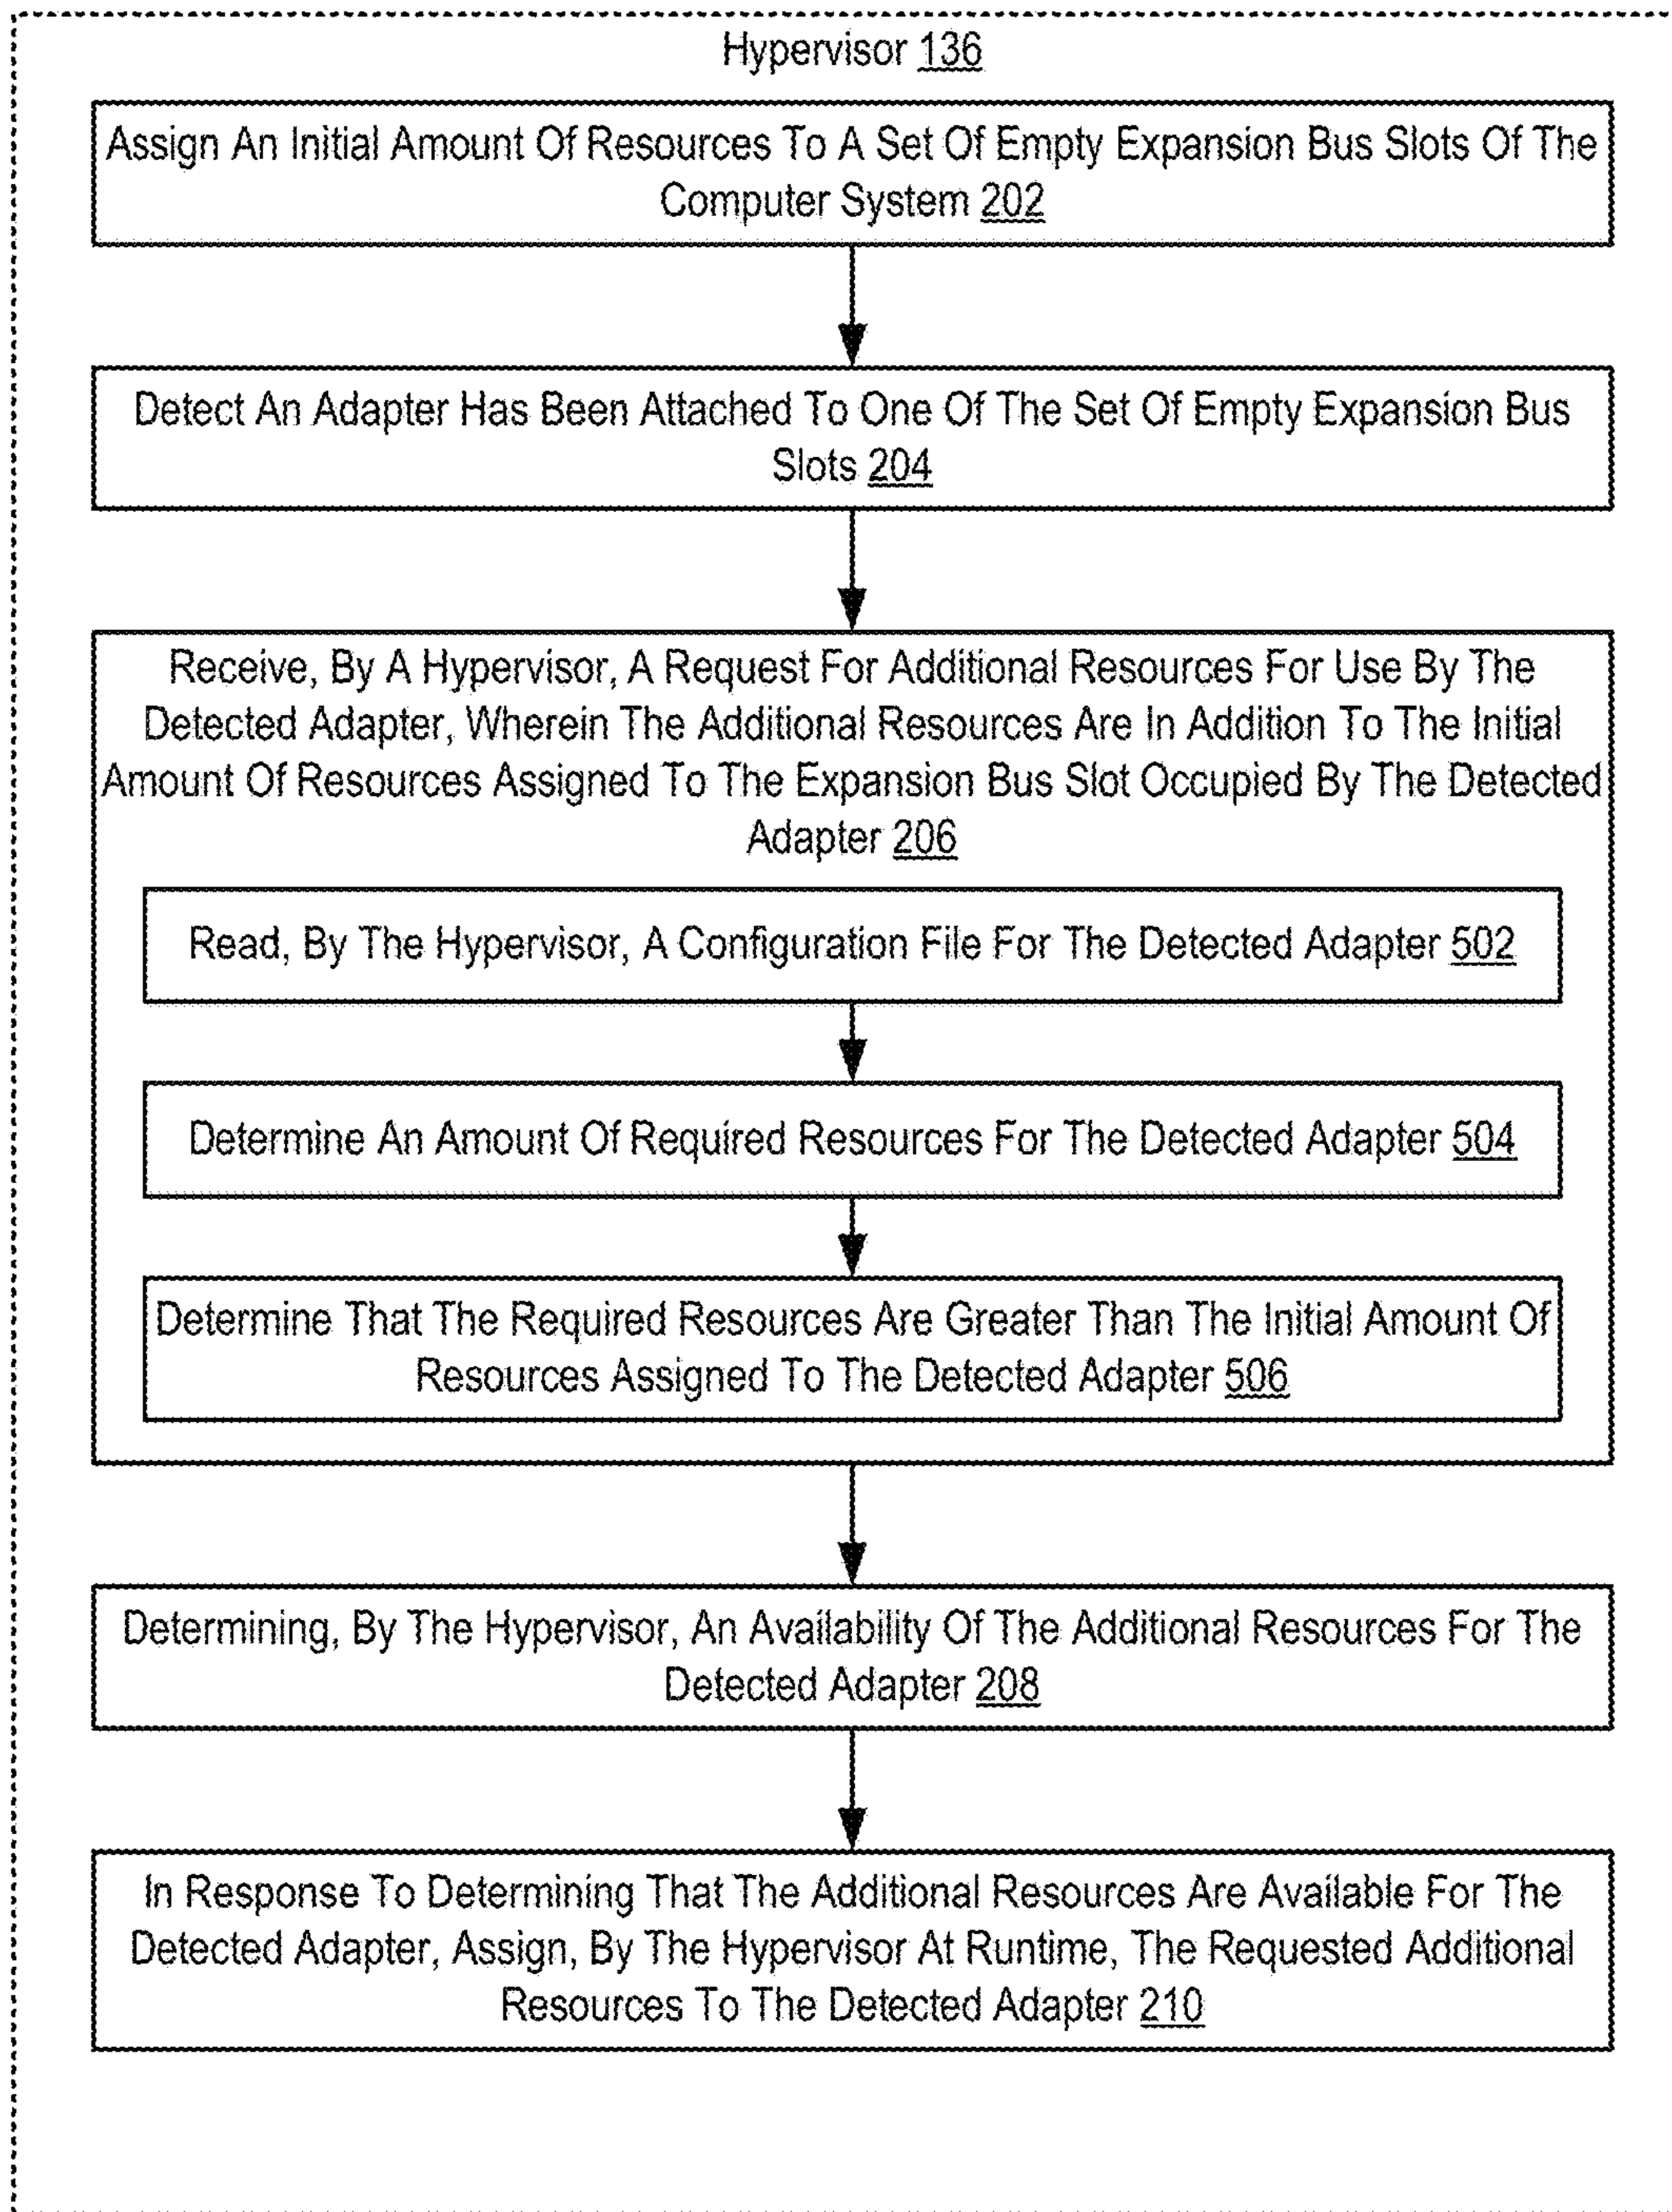 Hypervisor 136
Assign An Initial Amount Of Resources To A Set Of Empty Expansion Bus Slots Of The
Computer System 202
Detect An Adapter Has Been Attached To One Of The Set Of Empty Expansion Bus
Slots 204
Receive, By A Hypervisor, A Request For Additional Resources For Use By The
Detected Adapter, Wherein The Additional Resources Are In Addition To The Initial
Amount Of Resources Assigned To The Expansion Bus Slot Occupied By The Detected
Adapter 206
Read, By The Hypervisor, A Configuration File For The Detected Adapter 502
Determine An Amount Of Required Resources For The Detected Adapter 504
Determine That The Required Resources Are Greater Than The Initial Amount Of
Resources Assigned To The Detected Adapter 506
Determining, By The Hypervisor, An Availability Of The Additional Resources For The
Detected Adapter 208
In Response To Determining That The Additional Resources Are Available For The
Detected Adapter, Assign, By The Hypervisor At Runtime, The Requested Additional
Resources To The Detected Adapter 210